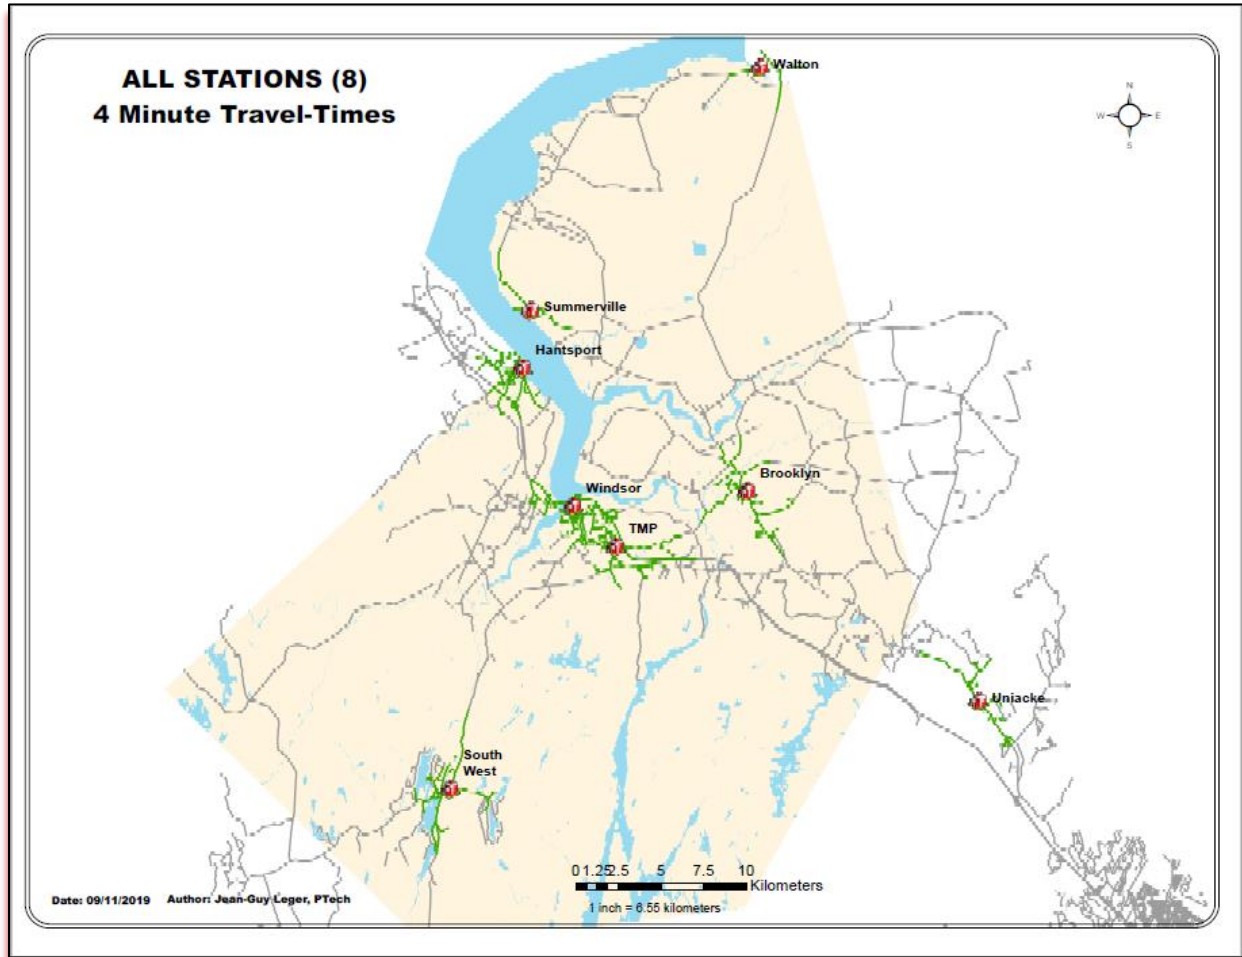 ALL STATIONS (8)
4 Minute Travel-Times
Walton
N
W E
S
Summerville
Hantsport
Brooklyn
Windsor
TMP
Uniacke
South
West
0 1.25 2.5 5 7.5 10
Kilometers
1 inch = 6.55 kilometers
Date: 09/11/2019 Author: Jean-Guy Leger, PTech